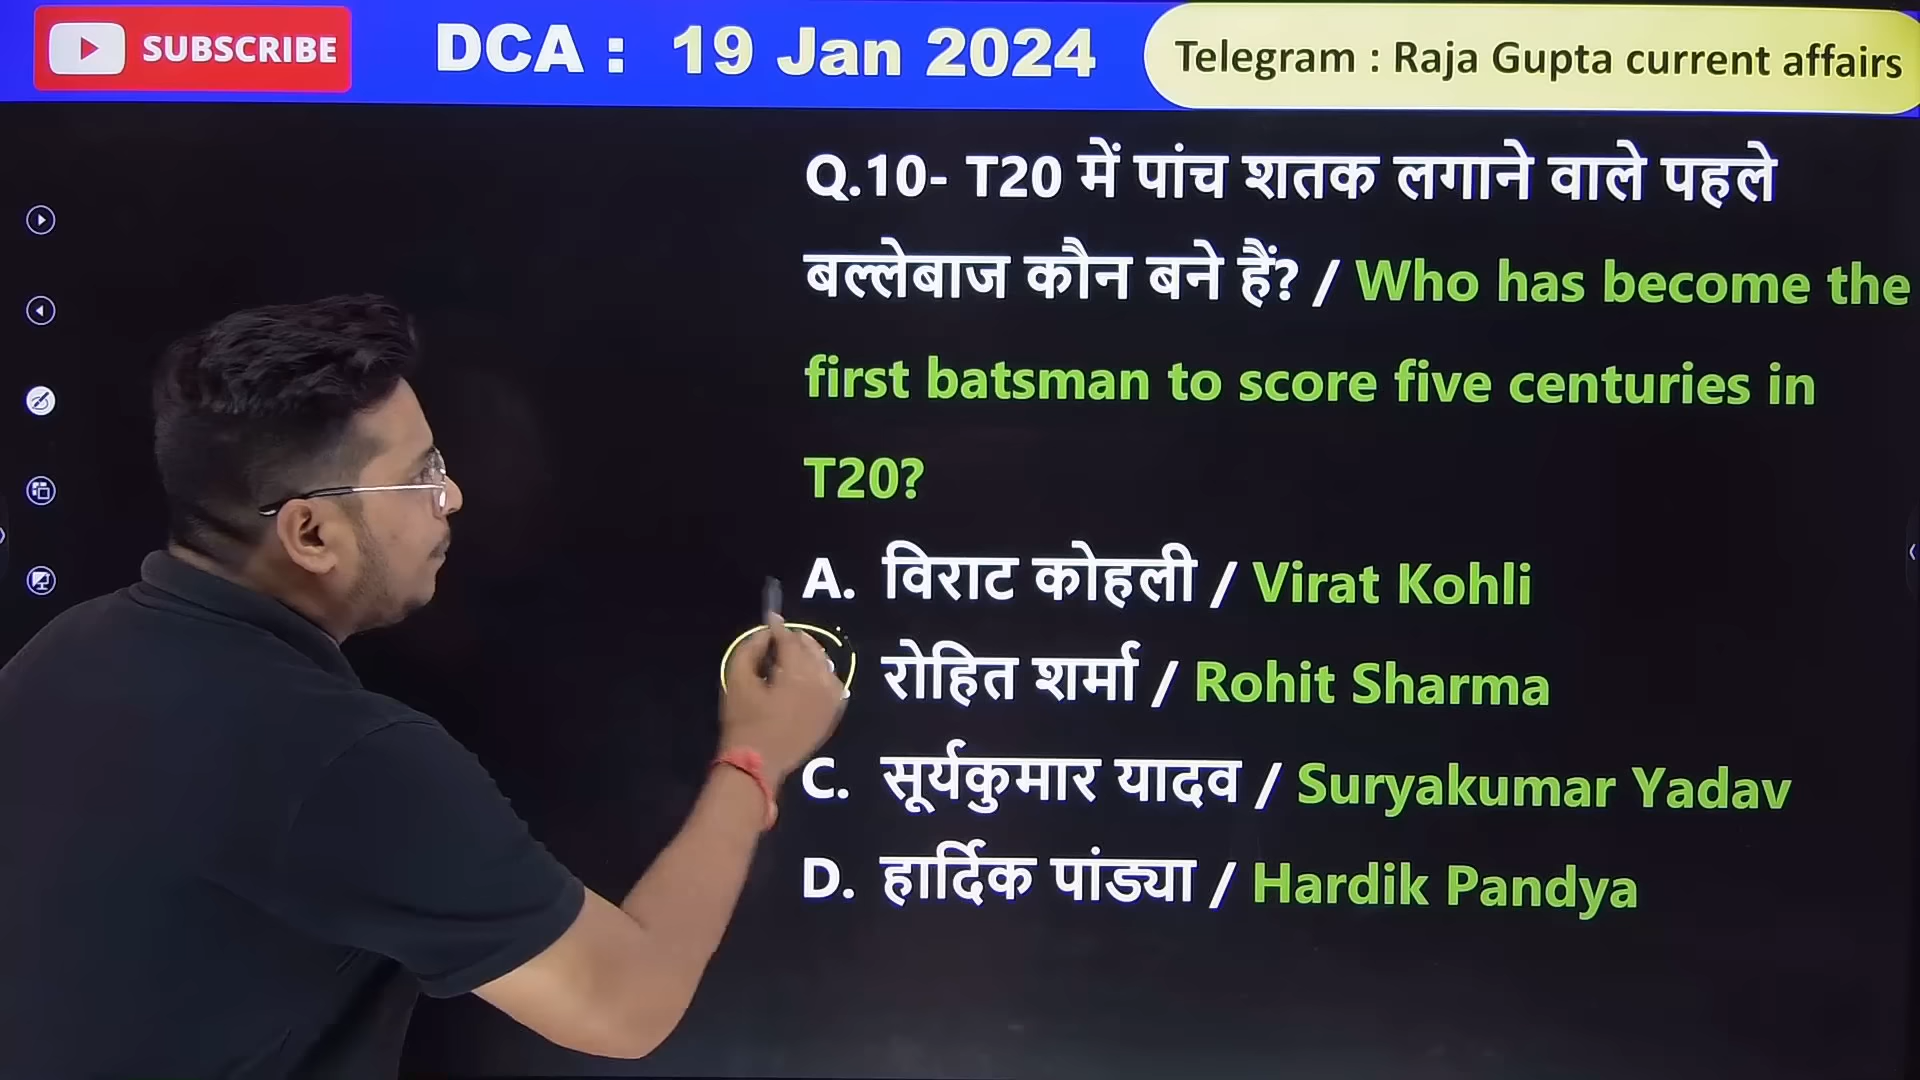 SUBSCRIBE
DCA : 19 Jan 2024
Telegram : Raja Gupta current affairs
Q.10- T20 में पांच शतक लगाने वाले पहले
बल्लेबाज कौन बने हैं? / Who has become the
first batsman to score five centuries in
T20?
A. विराट कोहली / Virat Kohli
रोहित शर्मा / Rohit Sharma
C. सूर्यकुमार यादव / Suryakumar Yadav
D. हार्दिक पांड्या / Hardik Pandya